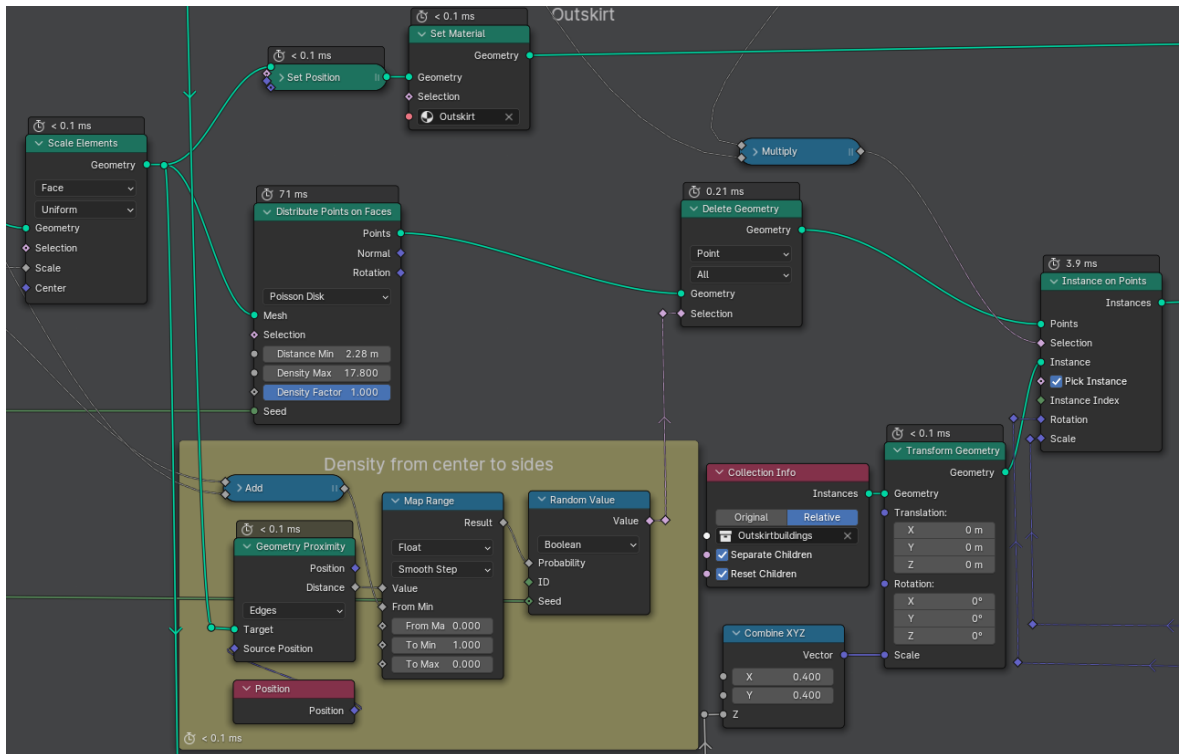 Outskirt
< 0.1 ms
Set Material
Geometry
Geometry
Selection
Outskirt
< 0.1 ms
Set Position
< 0.1 ms
Scale Elements
Geometry
Face
Uniform
Geometry
Selection
Scale
Center
71 ms
Distribute Points on Faces
Points
Normal
Rotation
Poisson Disk
Mesh
Selection
Distance Min 2.28 m
Density Max 17.800
Density Factor 1.000
Seed
Multiply
0.21 ms
Delete Geometry
Geometry
Point
All
Geometry
Selection
3.9 ms
Instance on Points
Instances
Points
Selection
Instance
Pick Instance
Instance Index
Rotation
Scale
Density from center to sides
Add
< 0.1 ms
Geometry Proximity
Position
Distance
Edges
Target
Source Position
Position
Position
< 0.1 ms
Map Range
Result
Float
Smooth Step
Value
From Min
From Ma 0.000
To Min 1.000
To Max 0.000
Random Value
Value
Boolean
Probability
ID
Seed
Collection Info
Instances
Original Relative
Outskirtbuildings
Separate Children
Reset Children
Combine XYZ
Vector
X 0.400
Y 0.400
Z
< 0.1 ms
Transform Geometry
Geometry
Geometry
Translation:
X 0 m
Y 0 m
Z 0 m
Rotation:
X 0°
Y 0°
Z 0°
Scale